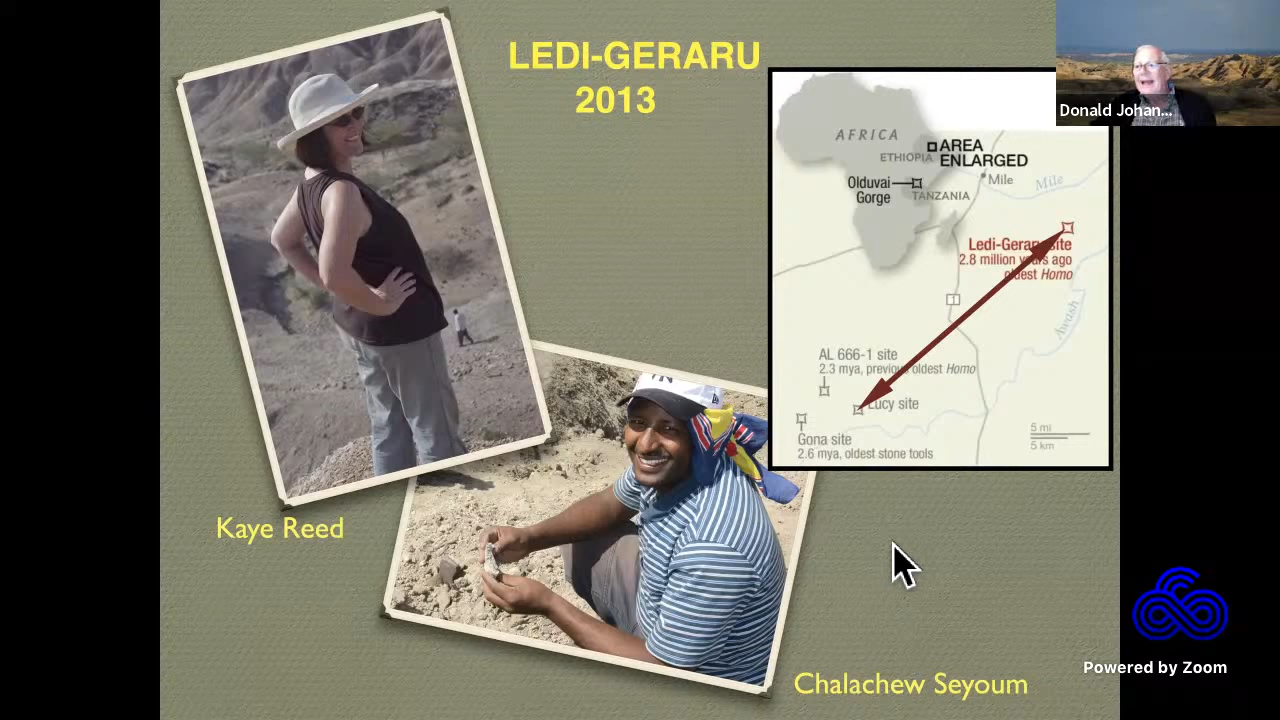 LEDI-GERARU
2013
Donald Johan...
AFRICA
AREA
ENLARGED
ETHIOPIA
Mile
Mile
Olduvai
Gorge
TANZANIA
Ledi-Geraru site
2.8 million years ago
oldest Homo
1
Awash
AL 666-1 site
2.3 mya, previous oldest Homo
Lucy site
Gona site
2.6 mya, oldest stone tools
5 mi
5 km
Kaye Reed
Chalachew Seyoum
Powered by Zoom